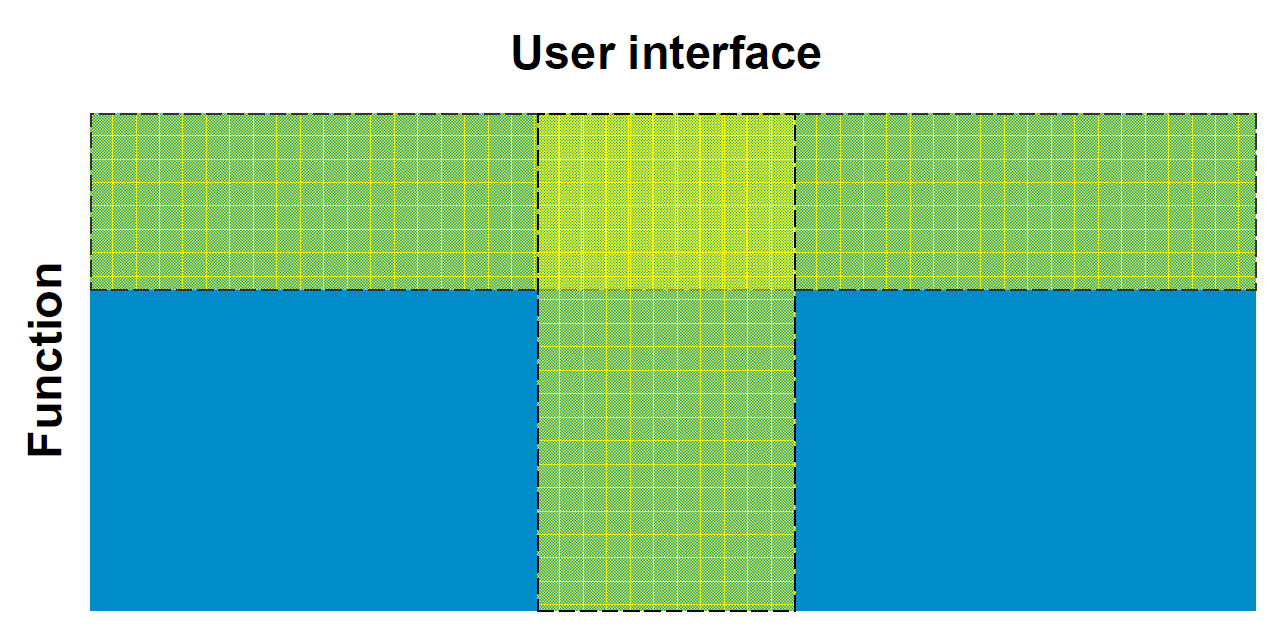 User interface
Function